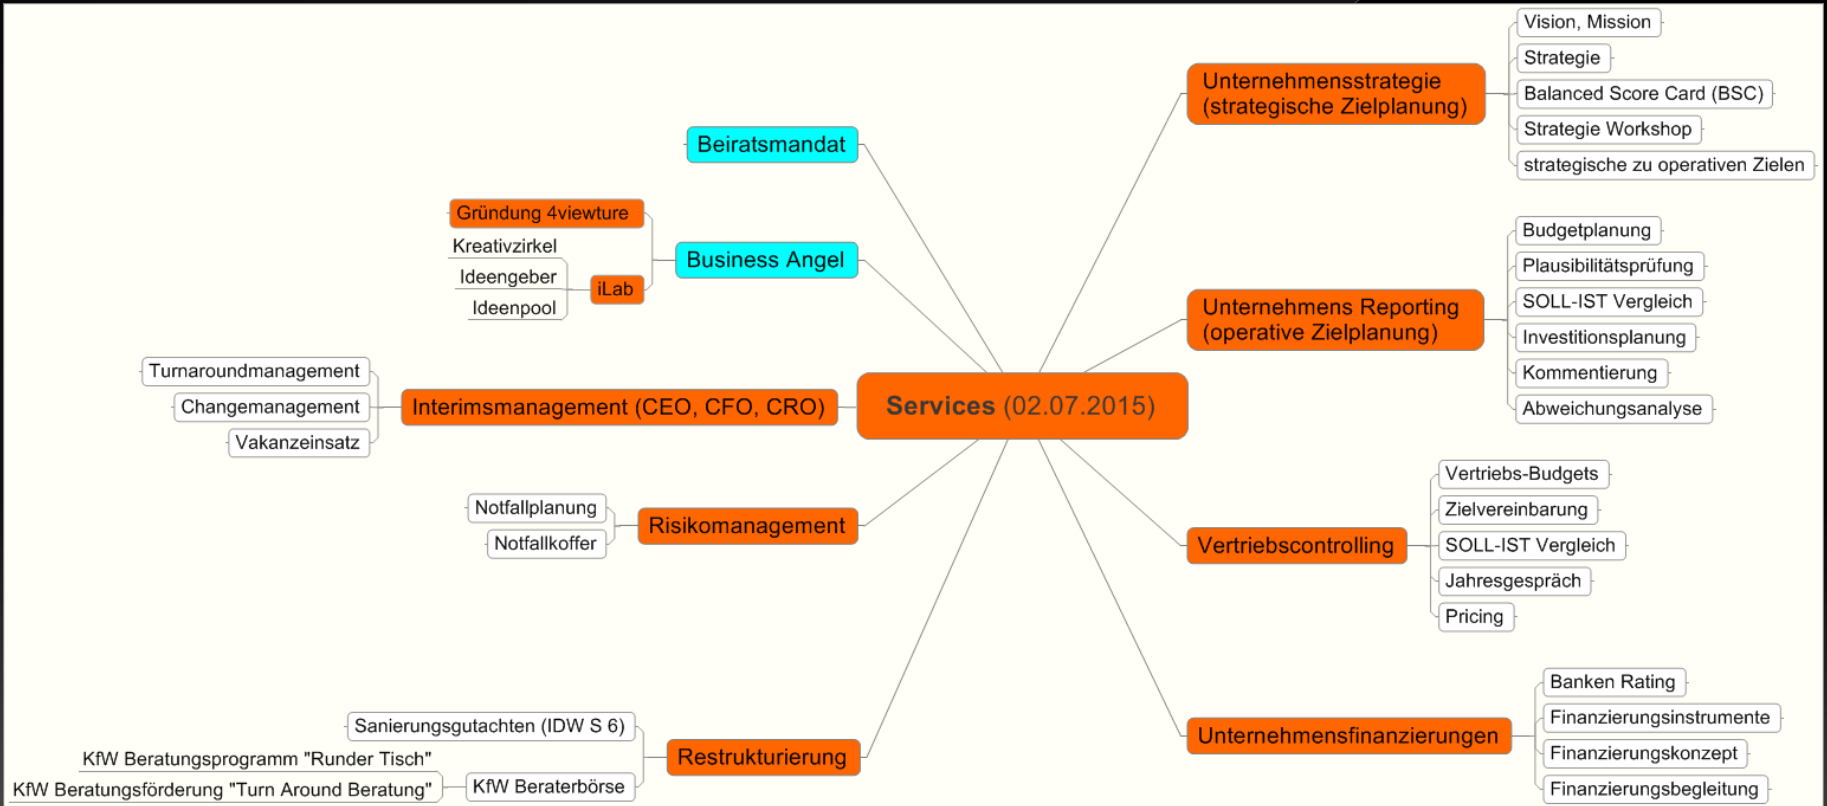 Services (02.07.2015)
Unternehmensstrategie
(strategische Zielplanung)
Vision, Mission
Strategie
Balanced Score Card (BSC)
Strategie Workshop
strategische zu operativen Zielen
Unternehmens Reporting
(operative Zielplanung)
Budgetplanung
Plausibilitätsprüfung
SOLL-IST Vergleich
Investitionsplanung
Kommentierung
Abweichungsanalyse
Vertriebscontrolling
Vertriebs-Budgets
Zielvereinbarung
SOLL-IST Vergleich
Jahresgespräch
Pricing
Unternehmensfinanzierungen
Banken Rating
Finanzierungsinstrumente
Finanzierungskonzept
Finanzierungsbegleitung
Beiratsmandat
Business Angel
Gründung 4viewture
iLab
Kreativzirkel
Ideengeber
Ideenpool
Interimsmanagement (CEO, CFO, CRO)
Turnaroundmanagement
Changemanagement
Vakanzeinsatz
Risikomanagement
Notfallplanung
Notfallkoffer
Restrukturierung
Sanierungsgutachten (IDW S 6)
KfW Beraterbörse
KfW Beratungsprogramm "Runder Tisch"
KfW Beratungsförderung "Turn Around Beratung"